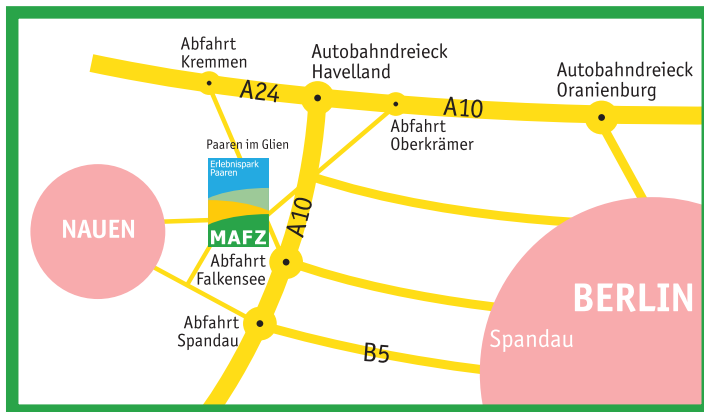 Abfahrt
Kremmen
Autobahndreieck
Havelland
Autobahndreieck
Oranienburg
A24
A10
Abfahrt
Oberkrämer
Paaren im Glien
Erlebnispark
Paaren
MAFZ
NAUEN
A10
Abfahrt
Falkensee
BERLIN
Abfahrt
Spandau
Spandau
B5